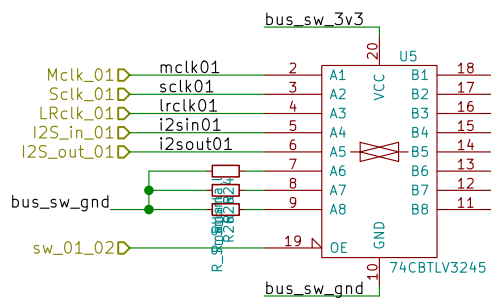 bus_sw_3v3
U5
20
VCC
Mclk_01 mclk01 2 A1 B1 18
Sclk_01 sclk01 3 A2 B2 17
LRclk_01 lrclk01 4 A3 B3 16
I2S_in_01 i2sin01 5 A4 B4 15
I2S_out_01 i2sout01 6 A5 B5 14
7 A6 B6 13
8 A7 B7 12
bus_sw_gnd 9 A8 B8 11
sw_01_02 19 OE
GND
10
74CBTLV3245
bus_sw_gnd